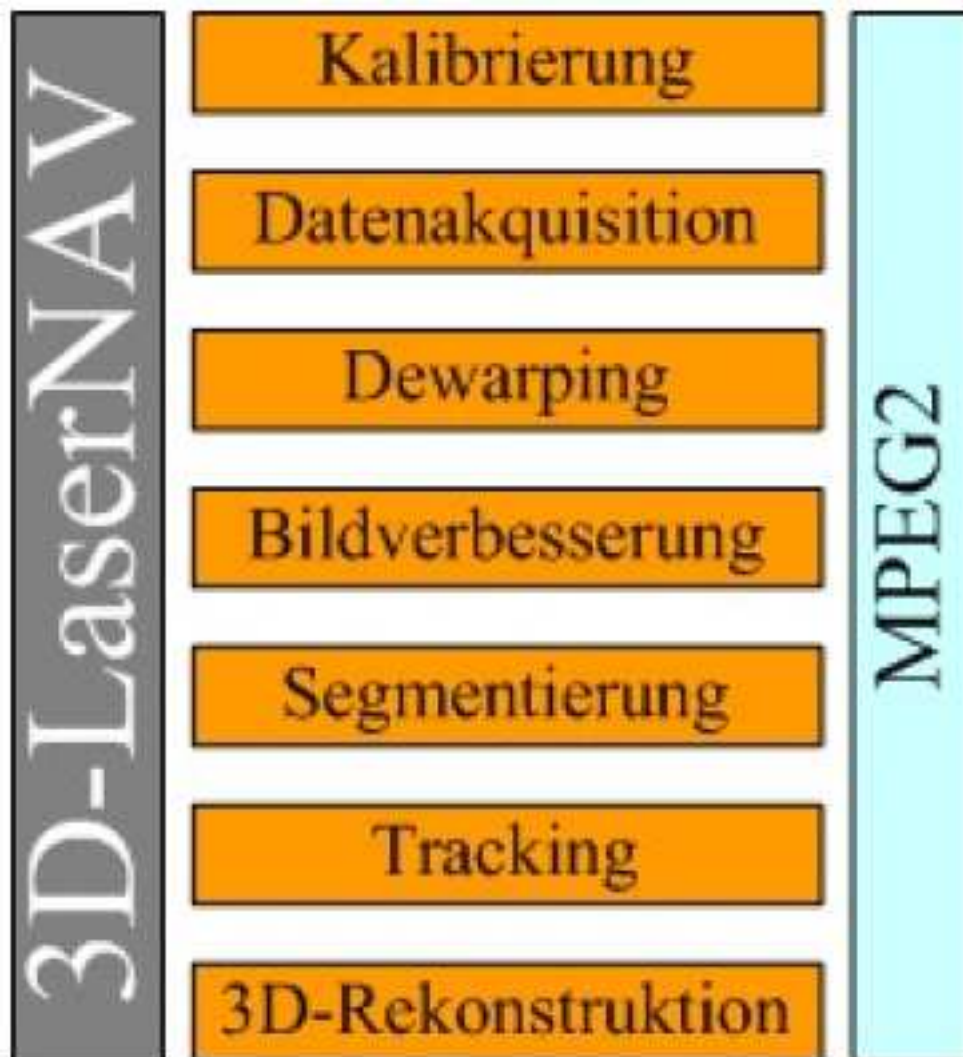 3D-LaserNAV
Kalibrierung
Datenakquisition
Dewarping
Bildverbesserung
Segmentierung
Tracking
3D-Rekonstruktion
MPEG2